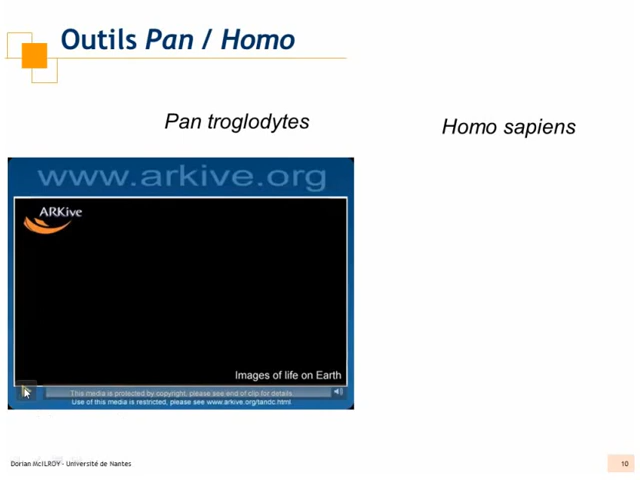 Outils Pan / Homo
Pan troglodytes
Homo sapiens
www.arkive.org
ARKive
Images of life on Earth
This media is protected by copyright, please see end of clip for details.
Use of this media is restricted, please see www.arkive.org/tandc.html
Dorian McILROY - Université de Nantes
10